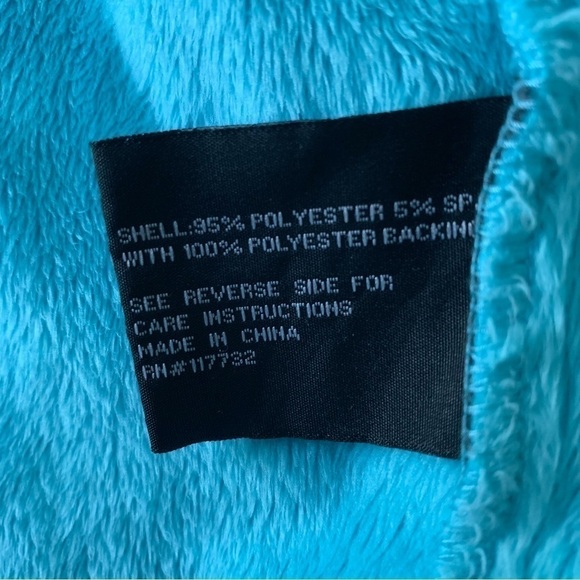 SHELL:95% POLYESTER 5% SP
WITH 100% POLYESTER BACKING
SEE REVERSE SIDE FOR
CARE INSTRUCTIONS
MADE IN CHINA
RN#117732